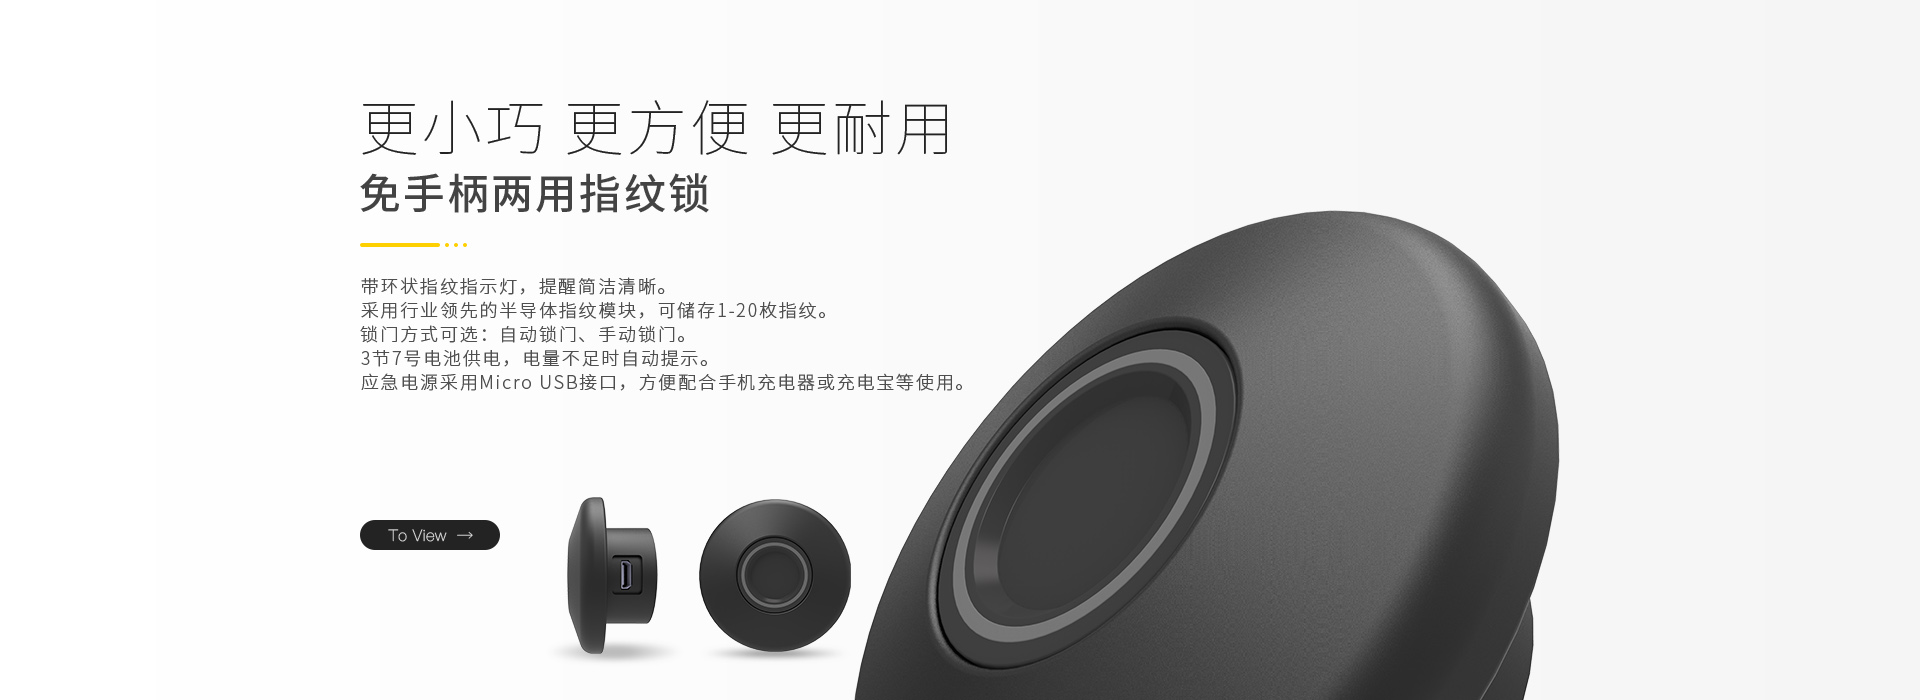 更小巧 更方便 更耐用
免手柄两用指纹锁
带环状指纹指示灯，提醒简洁清晰。
采用行业领先的半导体指纹模块，可储存1-20枚指纹。
锁门方式可选：自动锁门、手动锁门。
3节7号电池供电，电量不足时自动提示。
应急电源采用Micro USB接口，方便配合手机充电器或充电宝等使用。
To View →